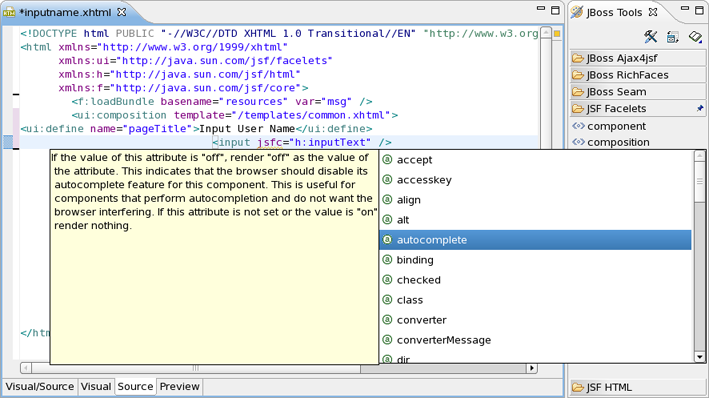 *inputname.xhtml
<!DOCTYPE html PUBLIC "-//W3C//DTD XHTML 1.0 Transitional//EN" "http://www.w3.org
<html xmlns="http://www.w3.org/1999/xhtml"
xmlns:ui="http://java.sun.com/jsf/facelets"
xmlns:h="http://java.sun.com/jsf/html"
xmlns:f="http://java.sun.com/jsf/core">
<f:loadBundle basename="resources" var="msg" />
<ui:composition template="/templates/common.xhtml">
<ui:define name="pageTitle">Input User Name</ui:define>
<input jsfc="h:inputText" />
If the value of this attribute is "off", render "off" as the value of
the attribute. This indicates that the browser should disable its
autocomplete feature for this component. This is useful for
components that perform autocompletion and do not want the
browser interfering. If this attribute is not set or the value is "on"
render nothing.
accept
accesskey
align
alt
autocomplete
binding
checked
class
converter
converterMessage
dir
</htm
Visual/Source
Visual
Source
Preview
JBoss Tools
JBoss Ajax4jsf
JBoss RichFaces
JBoss Seam
JSF Facelets
component
composition
JSF HTML